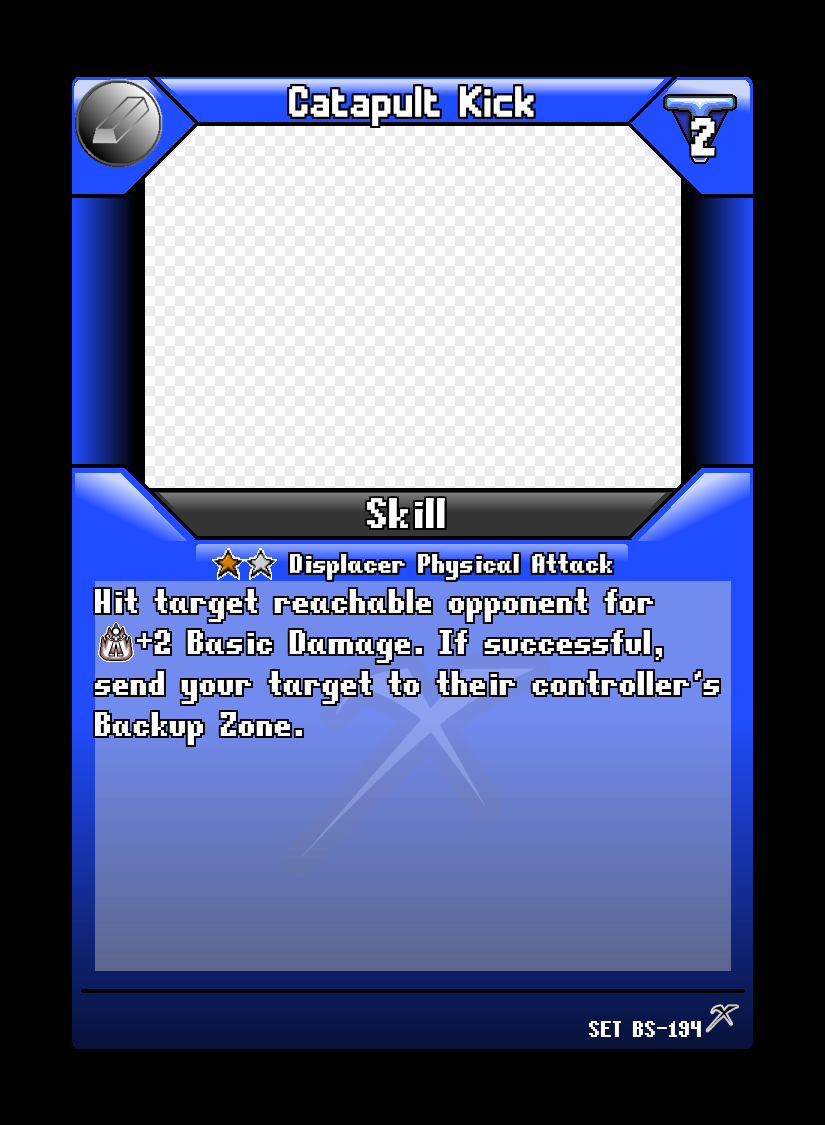 Catapult Kick
2
Skill
Displacer Physical Attack
Hit target reachable opponent for
+2 Basic Damage. If successful,
send your target to their controller's
Backup Zone.
SET BS-194